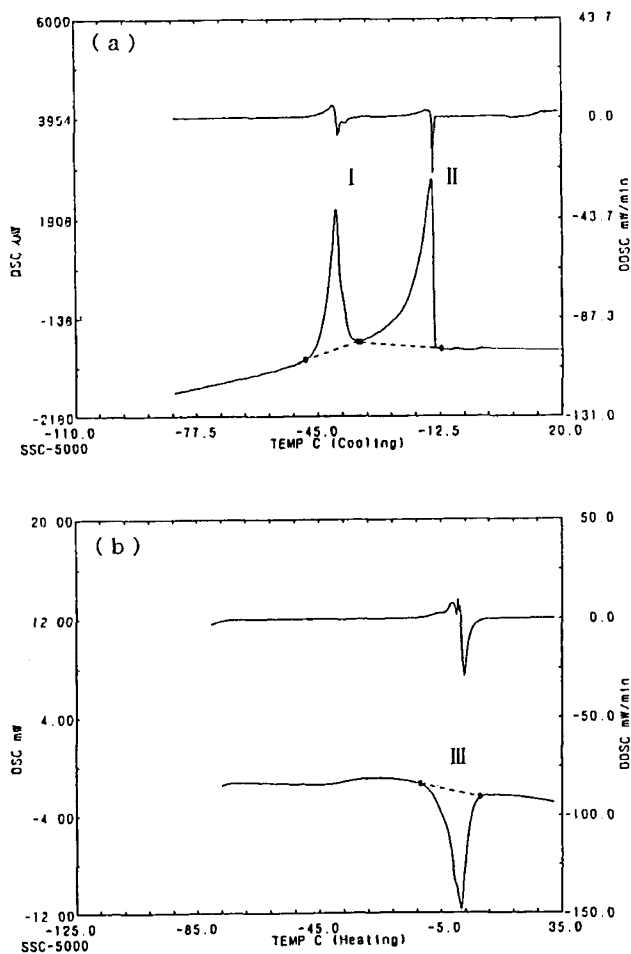 (a)
6000
3954
1908
-136
-2180
DSC μW
43.7
0.0
-43.7
-87.3
-131.0
DDSC mW/min
I
II
-110.0
-77.5
-45.0
-12.5
20.0
SSC-5000
TEMP C (Cooling)
(b)
20 00
12 00
4.00
-4 00
-12 00
DSC mW
50.0
0.0
-50.0
-100.0
-150.0
DDSC mW/min
III
-125.0
-85.0
-45.0
-5.0
35.0
SSC-5000
TEMP C (Heating)